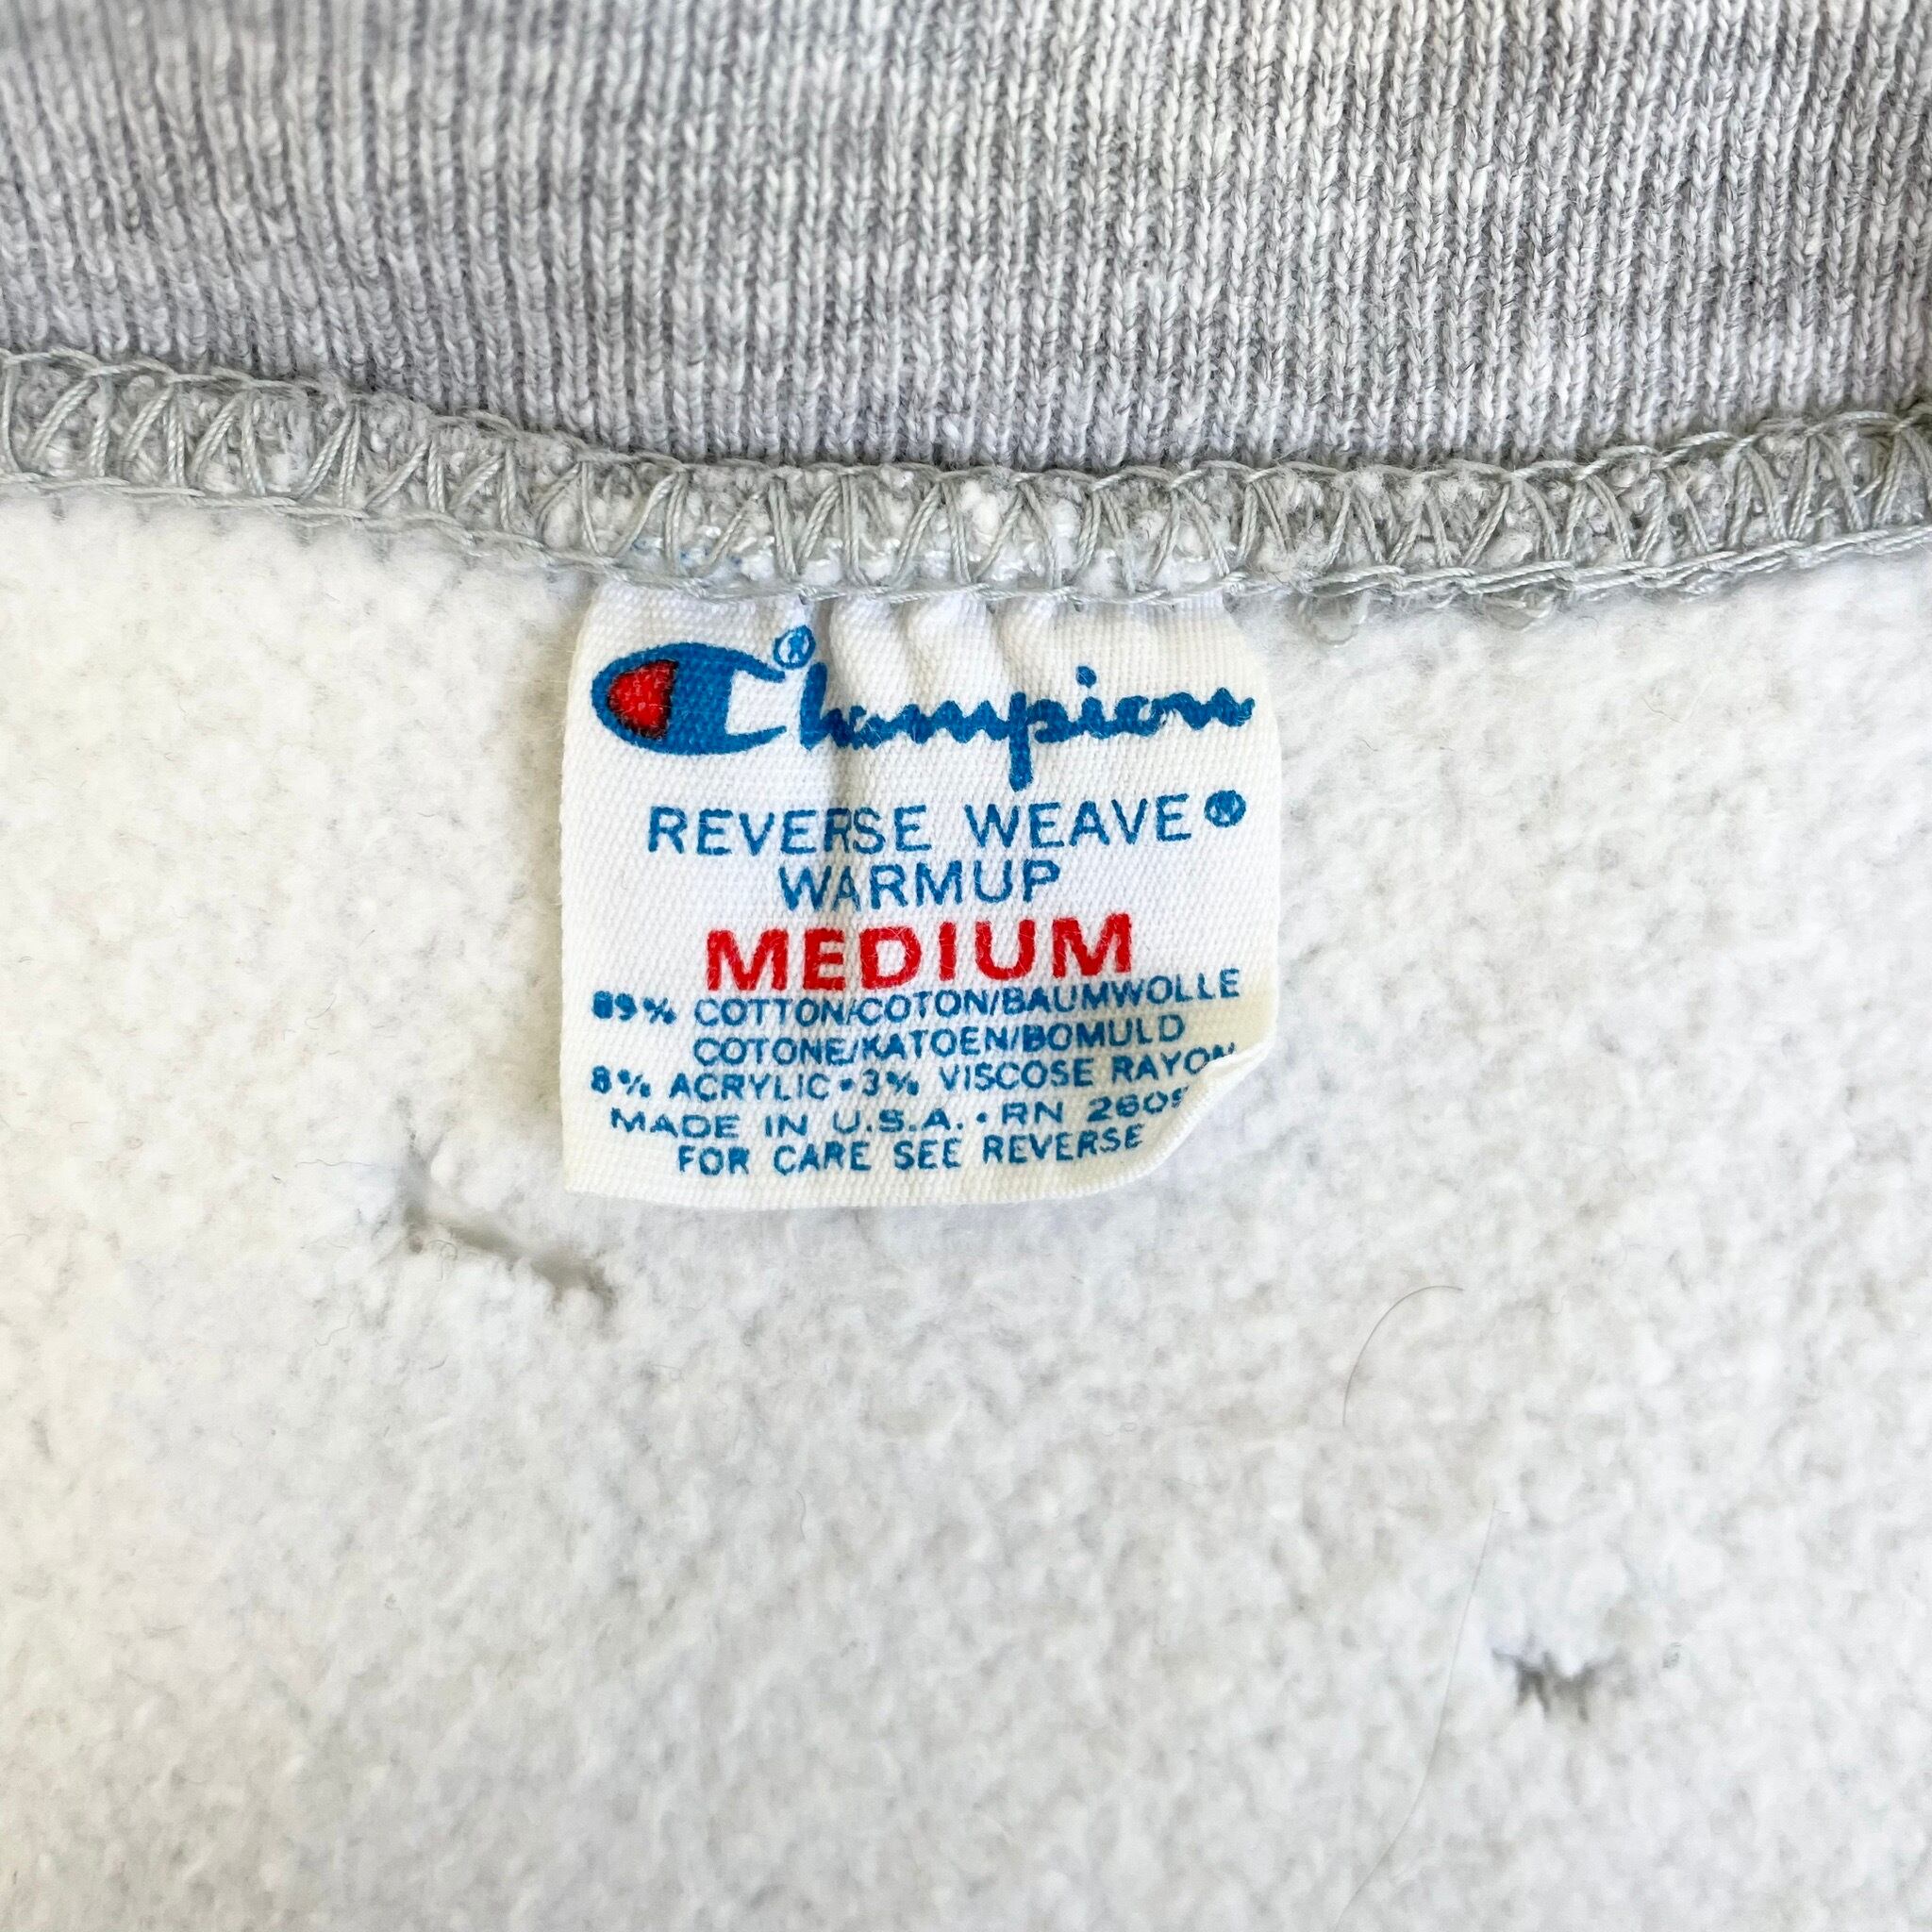 Champion®
REVERSE WEAVE®
WARMUP
MEDIUM
89% COTTON/COTON/BAUMWOLLE
COTONE/KATOEN/BOMULD
8% ACRYLIC • 3% VISCOSE RAYON
MADE IN U.S.A. • RN 2609
FOR CARE SEE REVERSE